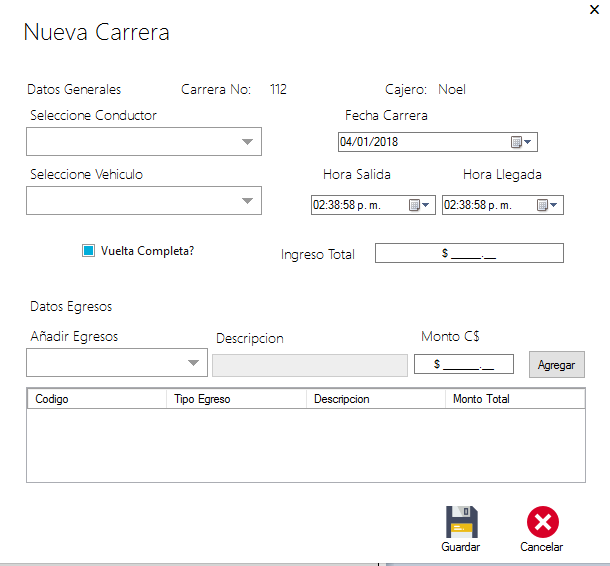 Nueva Carrera
Datos Generales Carrera No: 112 Cajero: Noel
Seleccione Conductor Fecha Carrera
04/01/2018
Seleccione Vehiculo Hora Salida Hora Llegada
02:38:58 p. m. 02:38:58 p. m.
Vuelta Completa? Ingreso Total $ _____.__
Datos Egresos
Añadir Egresos Descripcion Monto C$
$ ______.__ Agregar
Codigo Tipo Egreso Descripcion Monto Total
Guardar Cancelar